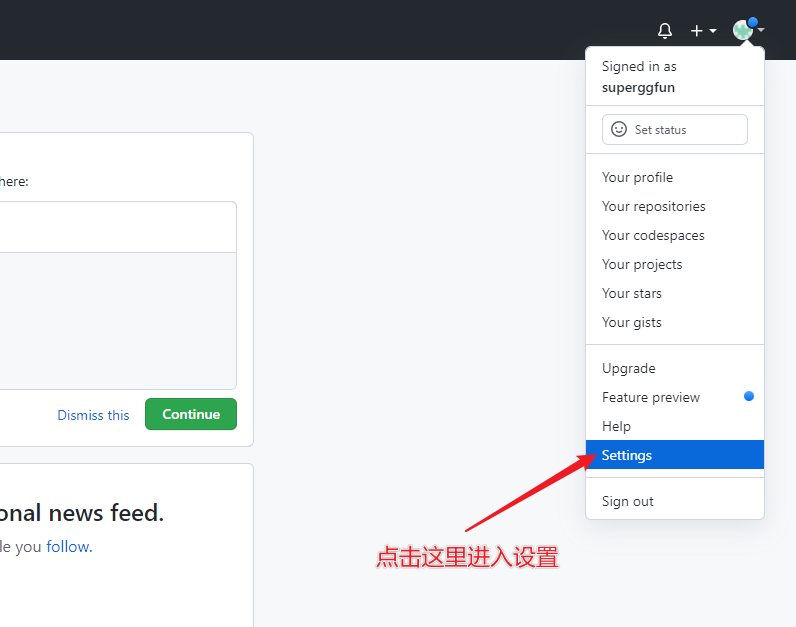 Signed in as
superggfun
Set status
here:
Your profile
Your repositories
Your codespaces
Your projects
Your stars
Your gists
Upgrade
Feature preview
Dismiss this
Continue
Help
Settings
Sign out
onal news feed.
le you follow.
点击这里进入设置